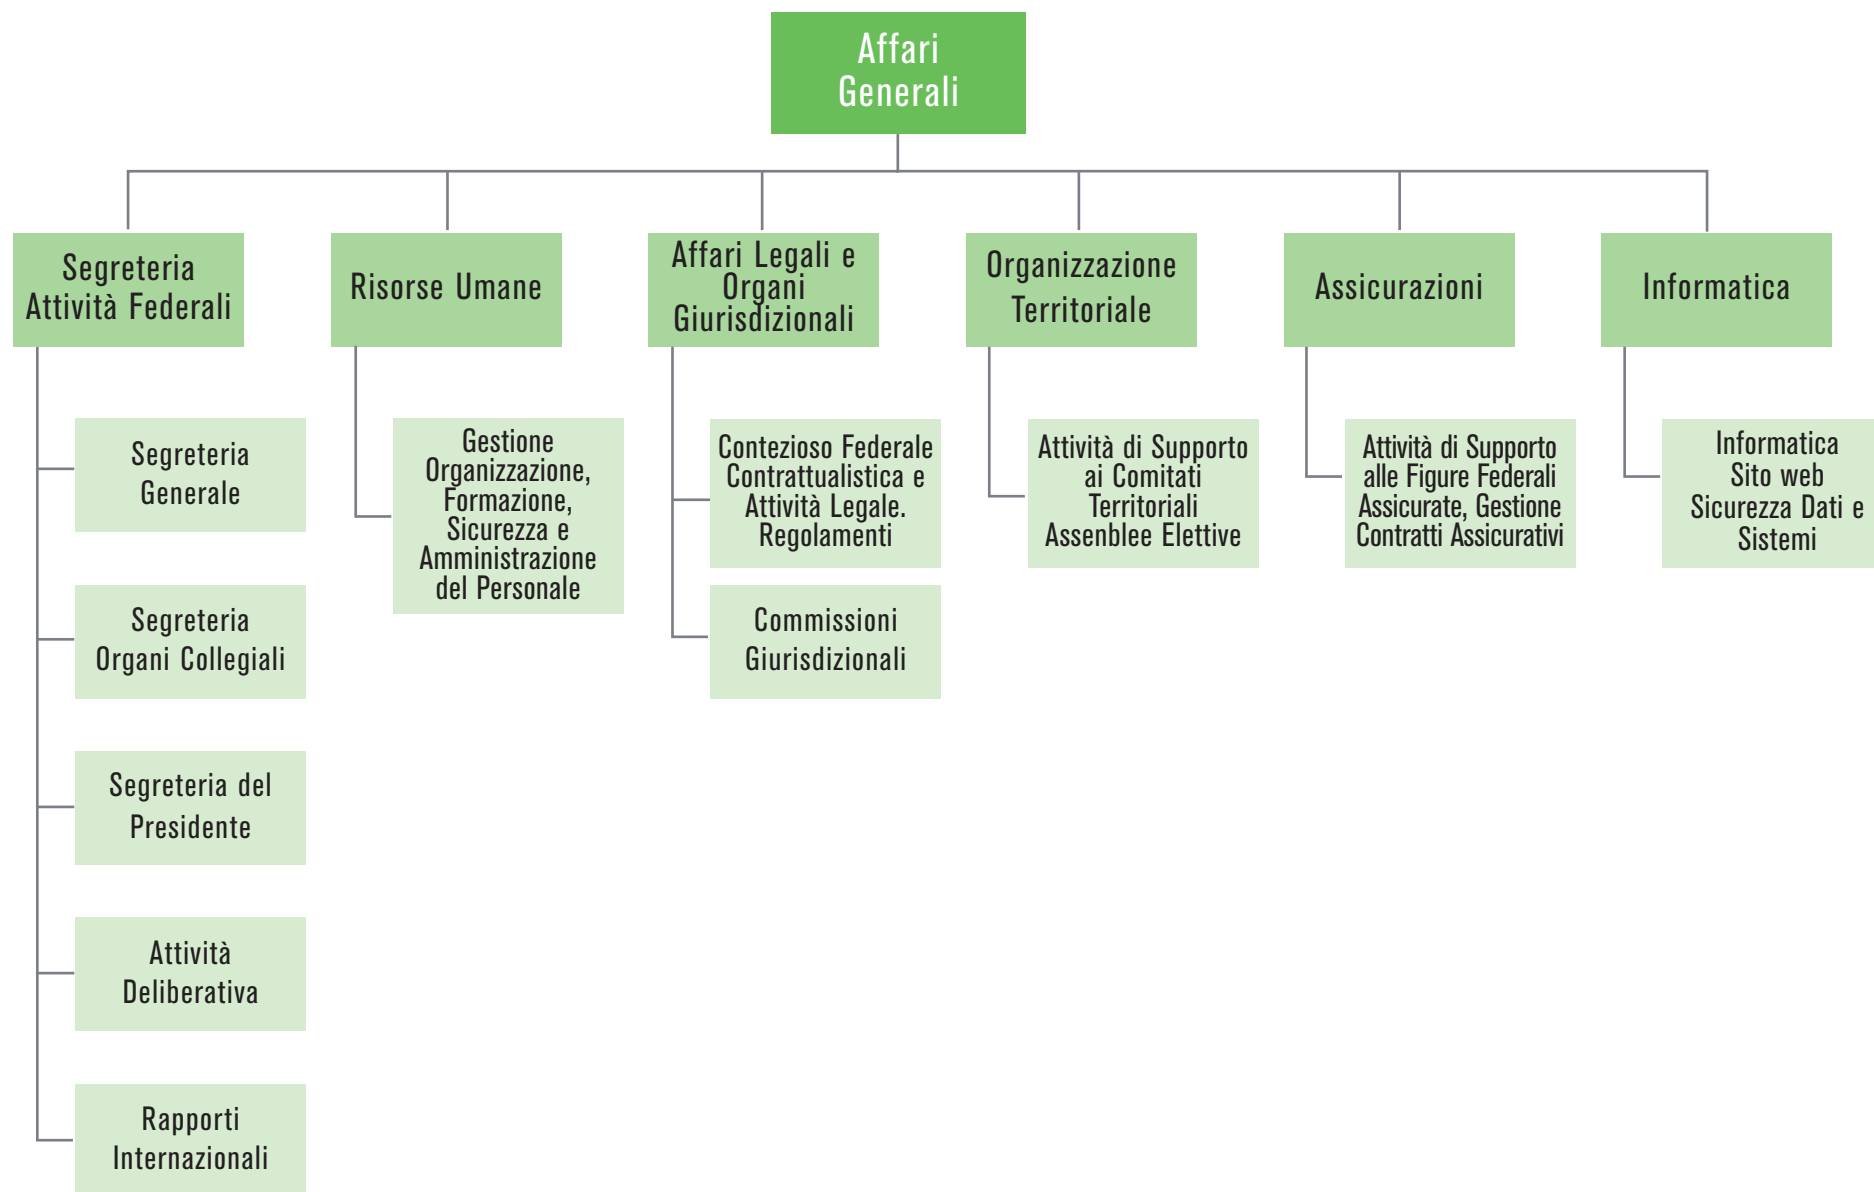 Affari
Generali
Segreteria
Attività Federali
Risorse Umane
Affari Legali e
Organi
Giurisdizionali
Organizzazione
Territoriale
Assicurazioni
Informatica
Segreteria
Generale
Segreteria
Organi Collegiali
Segreteria del
Presidente
Attività
Deliberativa
Rapporti
Internazionali
Gestione
Organizzazione,
Formazione,
Sicurezza e
Amministrazione
del Personale
Contezioso Federale
Contrattualistica e
Attività Legale.
Regolamenti
Commissioni
Giurisdizionali
Attività di Supporto
ai Comitati
Territoriali
Assenblee Elettive
Attività di Supporto
alle Figure Federali
Assicurate, Gestione
Contratti Assicurativi
Informatica
Sito web
Sicurezza Dati e
Sistemi